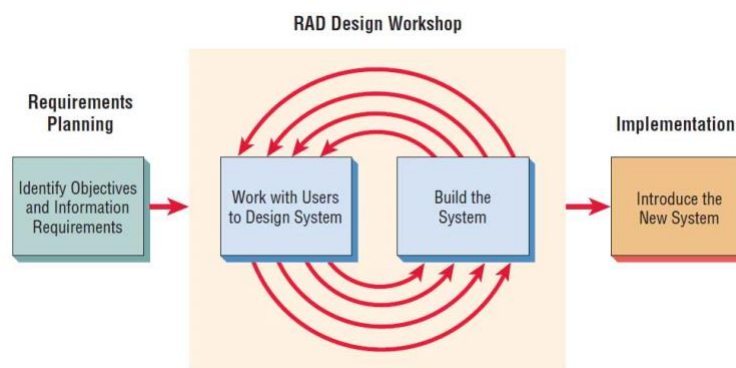 RAD Design Workshop
Requirements
Planning
Identify Objectives
and Information
Requirements
Work with Users
to Design System
Build the
System
Implementation
Introduce the
New System